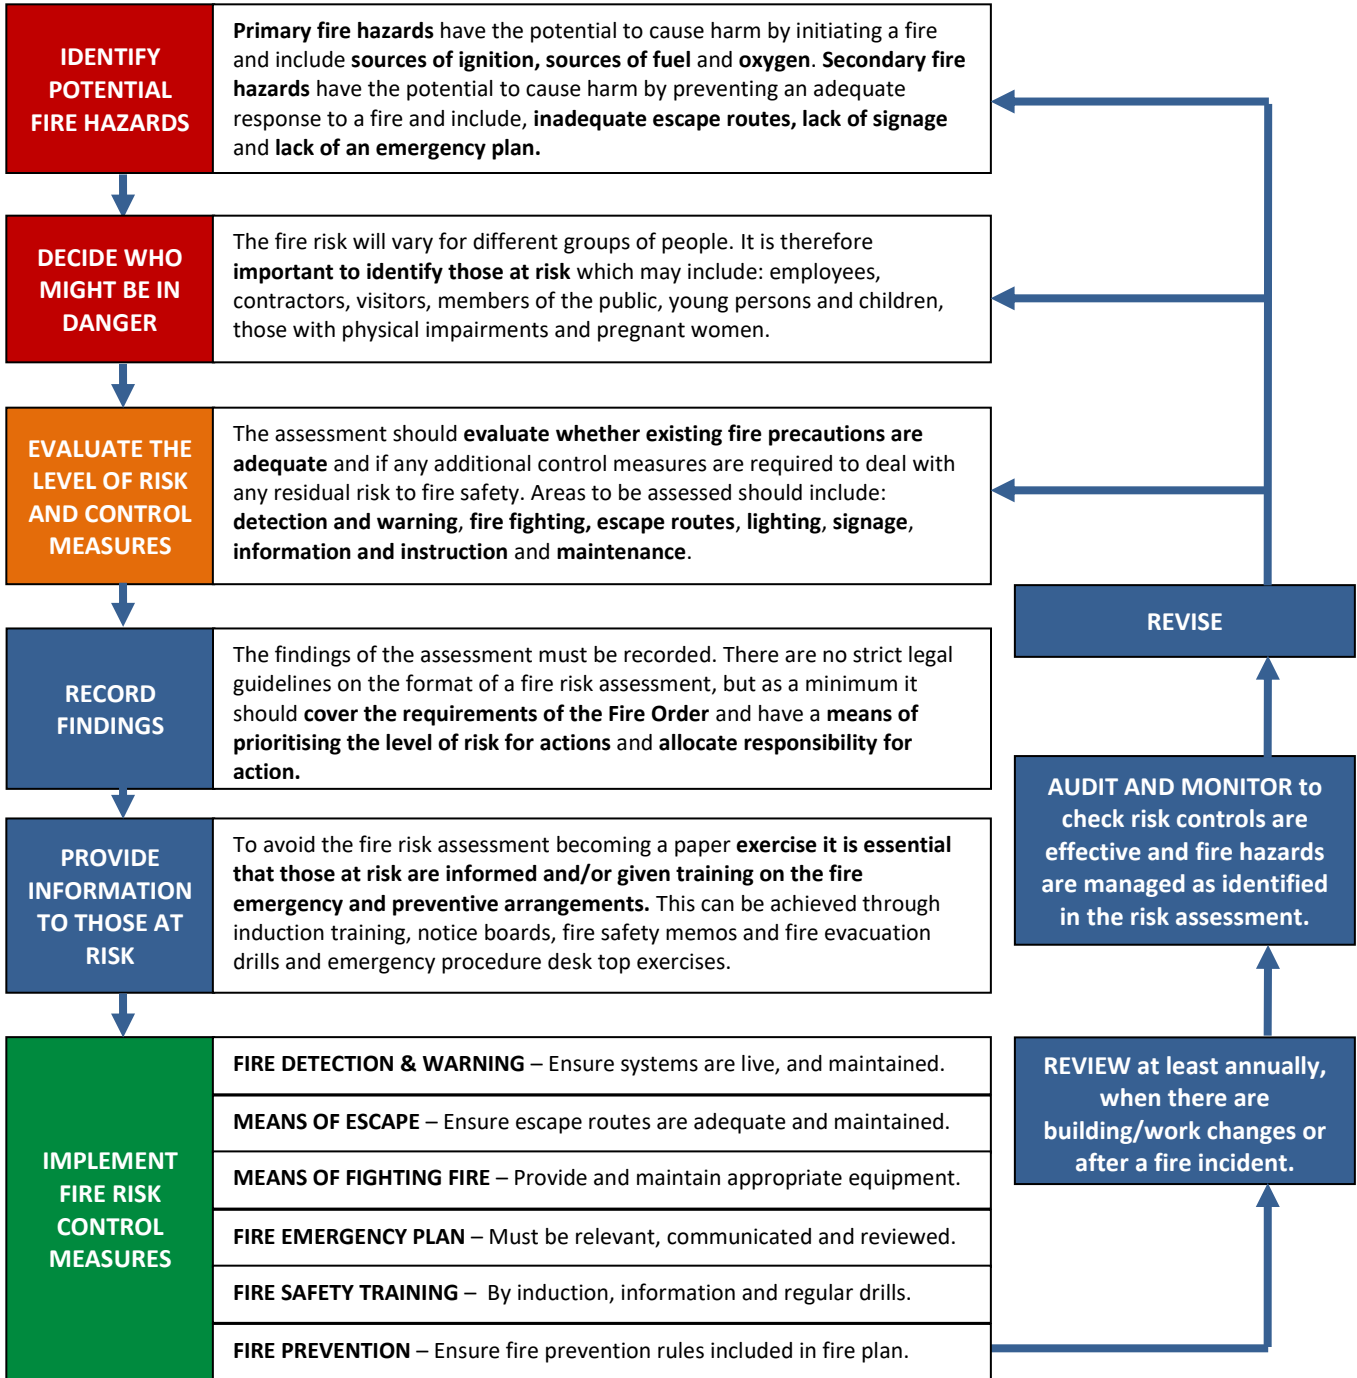 IDENTIFY
POTENTIAL
FIRE HAZARDS
Primary fire hazards have the potential to cause harm by initiating a fire
and include sources of ignition, sources of fuel and oxygen. Secondary fire
hazards have the potential to cause harm by preventing an adequate
response to a fire and include, inadequate escape routes, lack of signage
and lack of an emergency plan.
DECIDE WHO
MIGHT BE IN
DANGER
The fire risk will vary for different groups of people. It is therefore
important to identify those at risk which may include: employees,
contractors, visitors, members of the public, young persons and children,
those with physical impairments and pregnant women.
EVALUATE THE
LEVEL OF RISK
AND CONTROL
MEASURES
The assessment should evaluate whether existing fire precautions are
adequate and if any additional control measures are required to deal with
any residual risk to fire safety. Areas to be assessed should include:
detection and warning, fire fighting, escape routes, lighting, signage,
information and instruction and maintenance.
RECORD
FINDINGS
The findings of the assessment must be recorded. There are no strict legal
guidelines on the format of a fire risk assessment, but as a minimum it
should cover the requirements of the Fire Order and have a means of
prioritising the level of risk for actions and allocate responsibility for
action.
PROVIDE
INFORMATION
TO THOSE AT
RISK
To avoid the fire risk assessment becoming a paper exercise it is essential
that those at risk are informed and/or given training on the fire
emergency and preventive arrangements. This can be achieved through
induction training, notice boards, fire safety memos and fire evacuation
drills and emergency procedure desk top exercises.
IMPLEMENT
FIRE RISK
CONTROL
MEASURES
FIRE DETECTION & WARNING – Ensure systems are live, and maintained.
MEANS OF ESCAPE – Ensure escape routes are adequate and maintained.
MEANS OF FIGHTING FIRE – Provide and maintain appropriate equipment.
FIRE EMERGENCY PLAN – Must be relevant, communicated and reviewed.
FIRE SAFETY TRAINING – By induction, information and regular drills.
FIRE PREVENTION – Ensure fire prevention rules included in fire plan.
REVIEW at least annually,
when there are
building/work changes or
after a fire incident.
AUDIT AND MONITOR to
check risk controls are
effective and fire hazards
are managed as identified
in the risk assessment.
REVISE